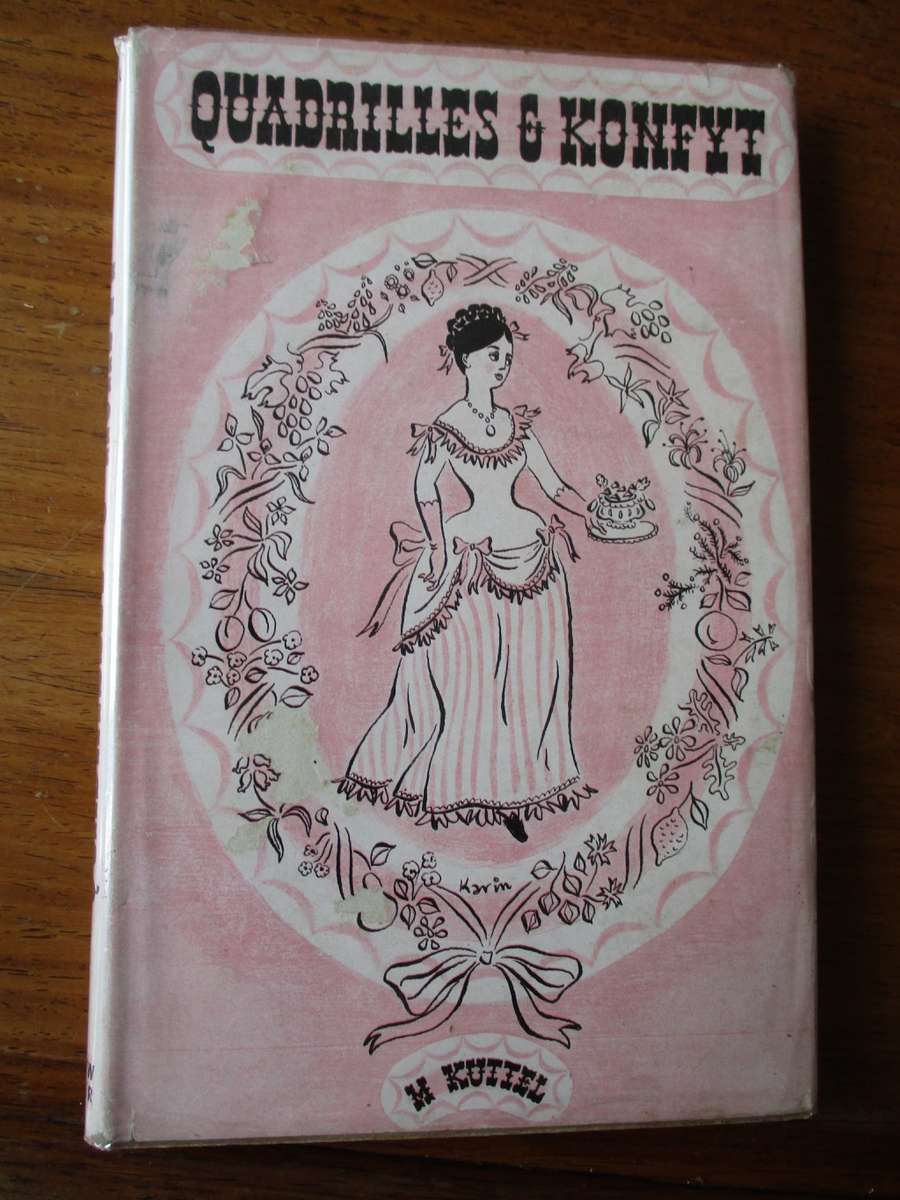 QUADRILLES & KONFYT
Karin
M KUTTEL